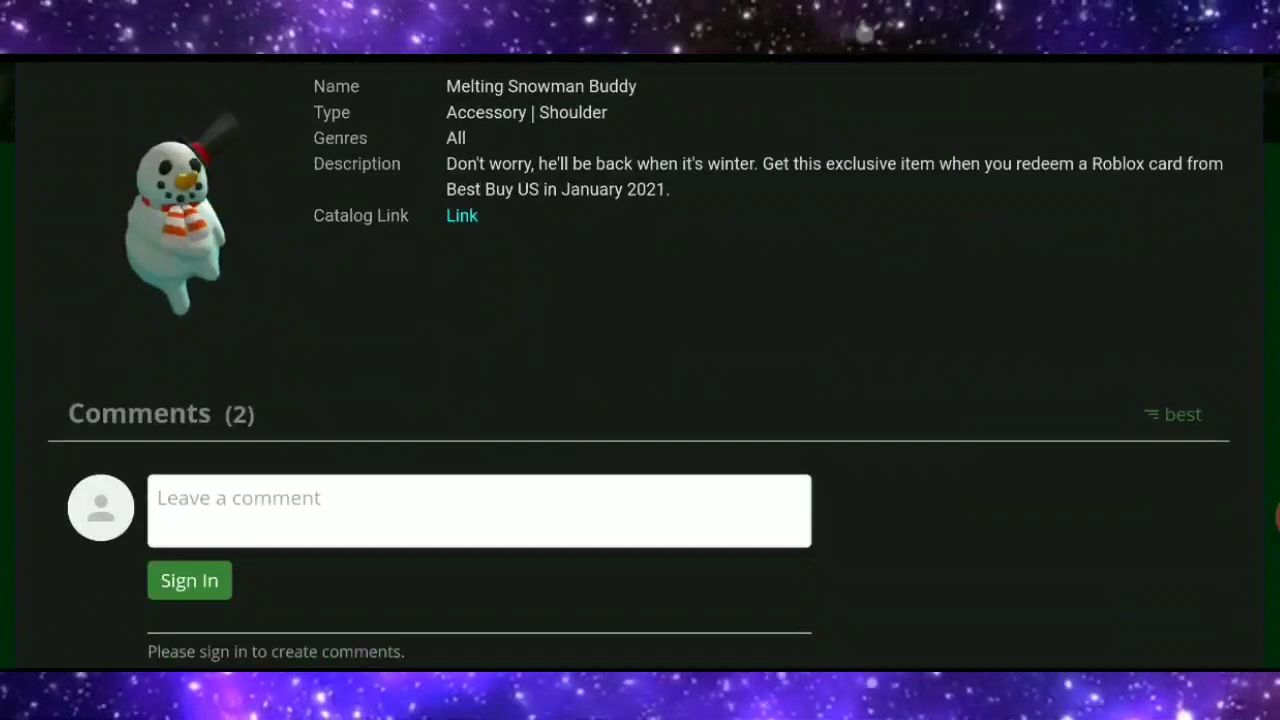 Name Melting Snowman Buddy
Type Accessory | Shoulder
Genres All
Description Don't worry, he'll be back when it's winter. Get this exclusive item when you redeem a Roblox card from
Best Buy US in January 2021.
Catalog Link Link
Comments (2) best
Leave a comment
Sign In
Please sign in to create comments.